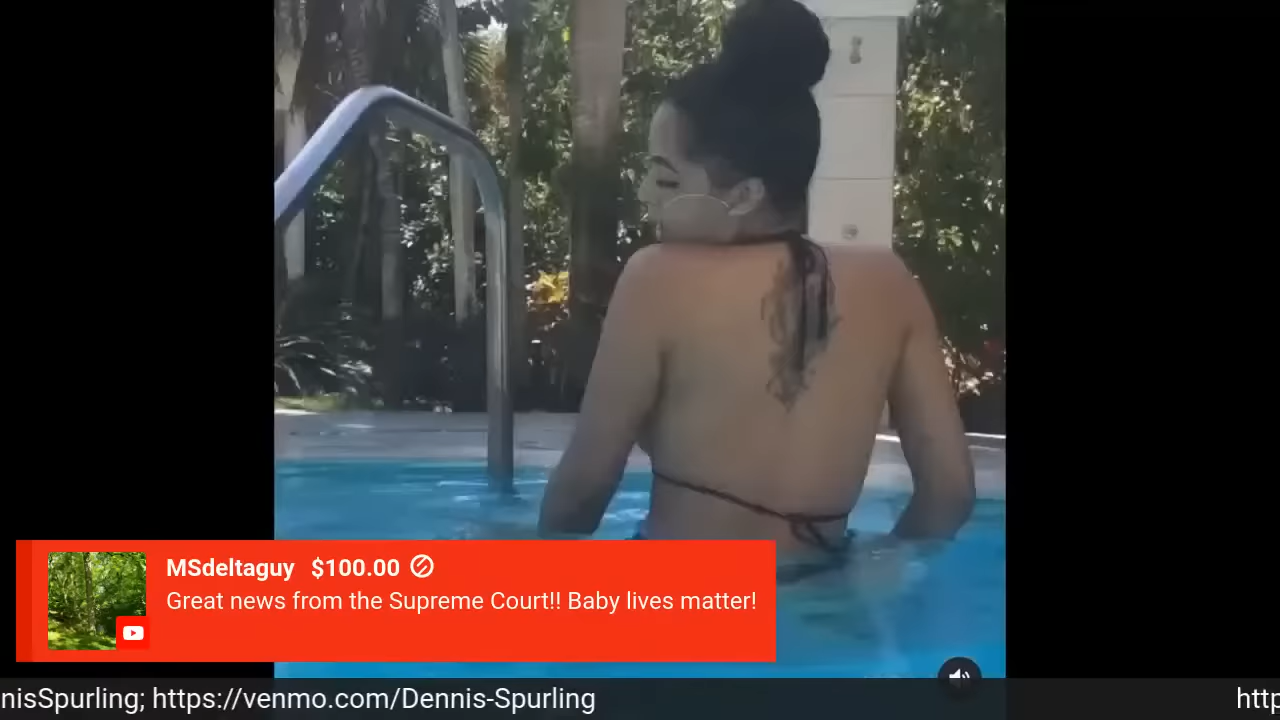 MSdeltaguy $100.00
Great news from the Supreme Court!! Baby lives matter!
nisSpurling; https://venmo.com/Dennis-Spurling
http